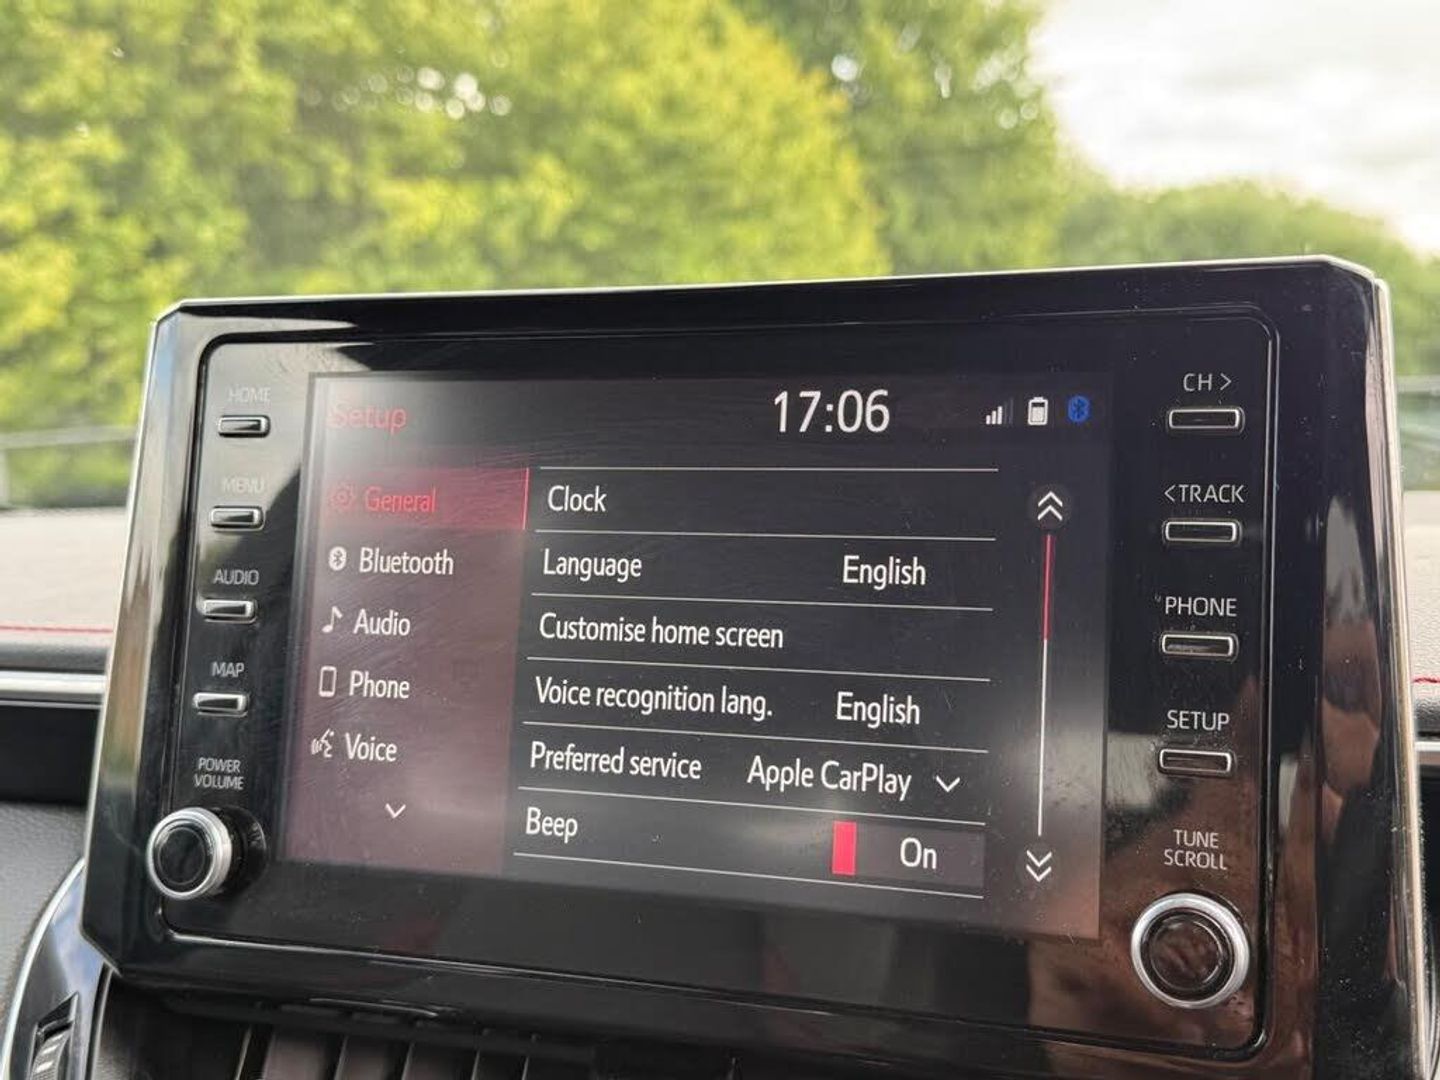 HOME
MENU
AUDIO
MAP
POWER
VOLUME
Setup
17:06
General
Bluetooth
Audio
Phone
Voice
Clock
Language English
Customise home screen
Voice recognition lang. English
Preferred service Apple CarPlay
Beep On
CH >
< TRACK
PHONE
SETUP
TUNE
SCROLL